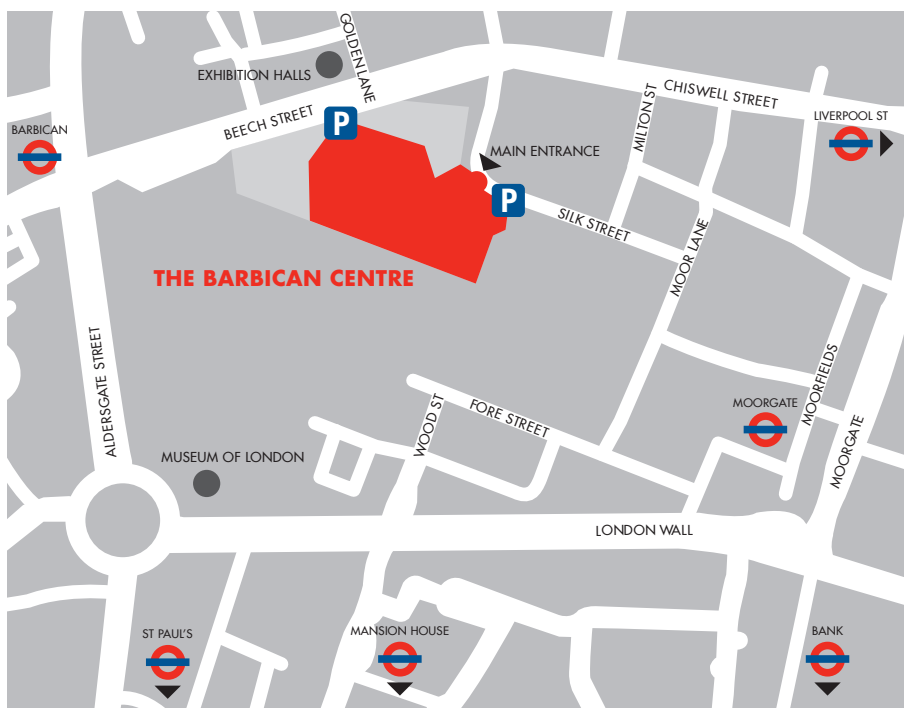 GOLDEN LANE
EXHIBITION HALLS
BEECH STREET
CHISWELL STREET
MILTON ST
LIVERPOOL ST
BARBICAN
P
MAIN ENTRANCE
P
SILK STREET
MOOR LANE
THE BARBICAN CENTRE
ALDERSGATE STREET
MOORFIELDS
MOORGATE
WOOD ST
FORE STREET
MOORGATE
MUSEUM OF LONDON
LONDON WALL
ST PAUL'S
MANSION HOUSE
BANK